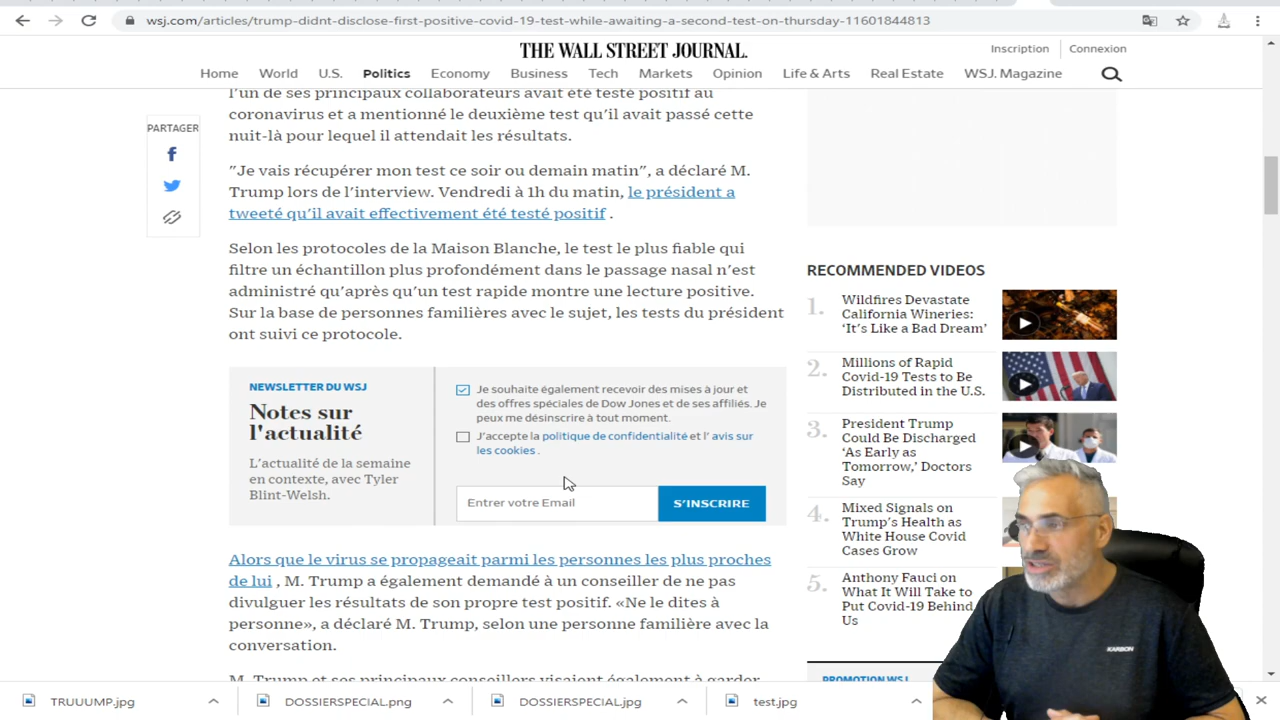 wsj.com/articles/trump-didnt-disclose-first-positive-covid-19-test-while-awaiting-a-second-test-on-thursday-11601844813
THE WALL STREET JOURNAL.
Inscription
Connexion
Home World U.S. Politics Economy Business Tech Markets Opinion Life & Arts Real Estate WSJ. Magazine
PARTAGER
l'un de ses principaux collaborateurs avait été testé positif au
coronavirus et a mentionné le deuxième test qu'il avait passé cette
nuit-là pour lequel il attendait les résultats.
"Je vais récupérer mon test ce soir ou demain matin", a déclaré M.
Trump lors de l'interview. Vendredi à 1h du matin, le président a
tweeté qu'il avait effectivement été testé positif .
Selon les protocoles de la Maison Blanche, le test le plus fiable qui
filtre un échantillon plus profondément dans le passage nasal n'est
administré qu'après qu'un test rapide montre une lecture positive.
Sur la base de personnes familières avec le sujet, les tests du président
ont suivi ce protocole.
NEWSLETTER DU WSJ
Notes sur
l'actualité
L'actualité de la semaine
en contexte, avec Tyler
Blint-Welsh.
Je souhaite également recevoir des mises à jour et
des offres spéciales de Dow Jones et de ses affiliés. Je
peux me désinscrire à tout moment.
J'accepte la politique de confidentialité et l' avis sur
les cookies .
Entrer votre Email
S'INSCRIRE
Alors que le virus se propageait parmi les personnes les plus proches
de lui , M. Trump a également demandé à un conseiller de ne pas
divulguer les résultats de son propre test positif. «Ne le dites à
personne», a déclaré M. Trump, selon une personne familière avec la
conversation.
M. Trump et ses principaux conseillers visaient également à garder
RECOMMENDED VIDEOS
1.
Wildfires Devastate
California Wineries:
'It's Like a Bad Dream'
2.
Millions of Rapid
Covid-19 Tests to Be
Distributed in the U.S.
3.
President Trump
Could Be Discharged
'As Early as
Tomorrow,' Doctors
Say
4.
Mixed Signals on
Trump's Health as
White House Covid
Cases Grow
5.
Anthony Fauci on
What It Will Take to
Put Covid-19 Behind
Us
PROMOTION WSJ
KARBON
TRUUUMP.jpg
DOSSIERSPECIAL.png
DOSSIERSPECIAL.jpg
test.jpg